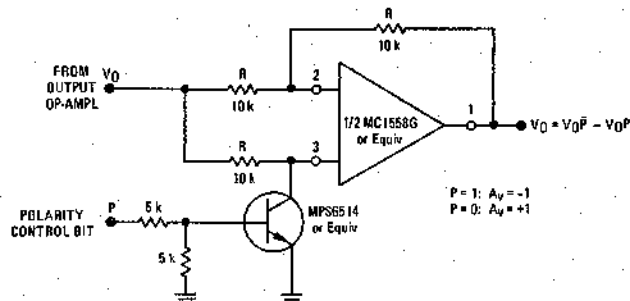 R
10 k
FROM
OUTPUT
OP-AMPL
V0
R
10 k
2
1/2 MC1558G
or Equiv
1
V0 = V0P̄ − V0P
R
10 k
3
P = 1: Av = -1
P = 0: Av = +1
MPS6514
or Equiv
POLARITY
CONTROL BIT
P
5 k
5 k